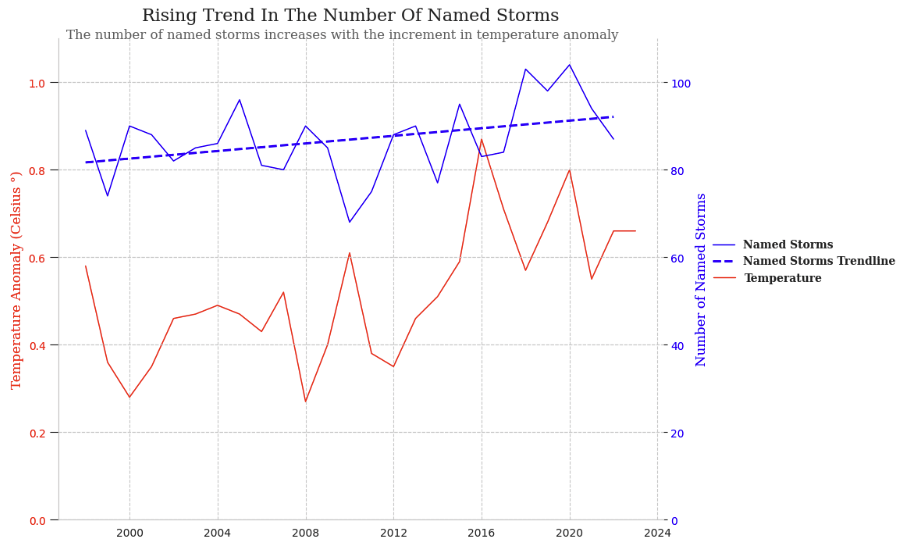 Rising Trend In The Number Of Named Storms
The number of named storms increases with the increment in temperature anomaly
Temperature Anomaly (Celsius °)
1.0
0.8
0.6
0.4
0.2
0.0
2000
2004
2008
2012
2016
2020
2024
100
80
60
40
20
0
Number of Named Storms
Named Storms
Named Storms Trendline
Temperature